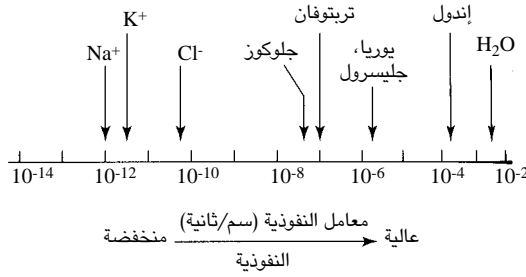 K⁺
تربتوفان
إندول
Na⁺
Cl⁻
جلوكوز
يوريا،
جليسرول
H₂O
10⁻¹⁴
10⁻¹²
10⁻¹⁰
10⁻⁸
10⁻⁶
10⁻⁴
10⁻²
معامل النفوذية (سم/ثانية)
منخفضة
عالية
النفوذية